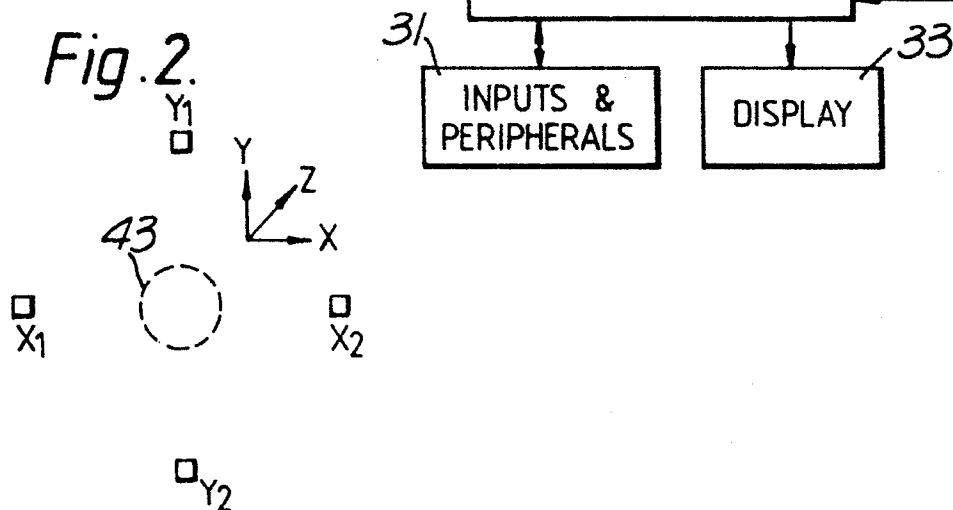 Fig.2.
31
33
INPUTS &
PERIPHERALS
DISPLAY
Y1
Y
Z
X
43
X1
X2
Y2